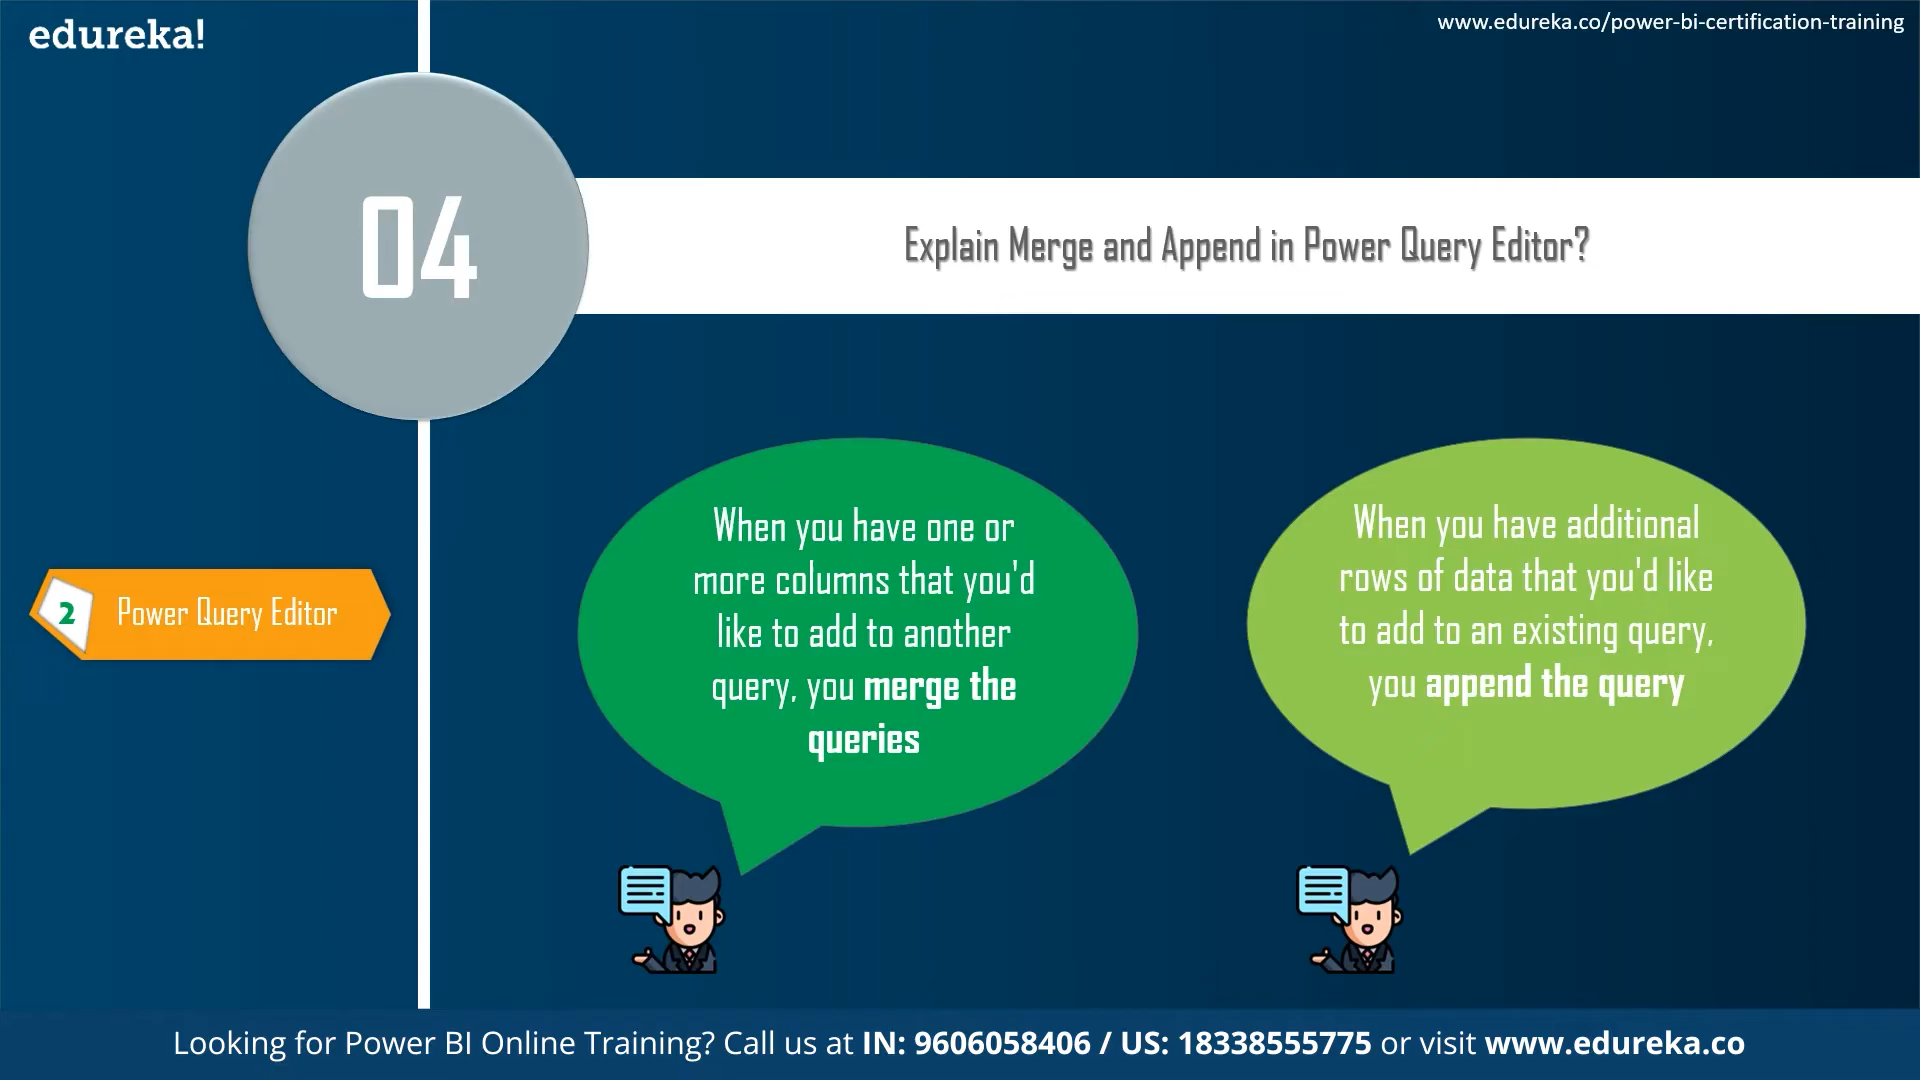 edureka!
www.edureka.co/power-bi-certification-training
04
Explain Merge and Append in Power Query Editor?
2
Power Query Editor
When you have one or
more columns that you'd
like to add to another
query, you merge the
queries
When you have additional
rows of data that you'd like
to add to an existing query,
you append the query
Looking for Power BI Online Training? Call us at IN: 9606058406 / US: 18338555775 or visit www.edureka.co